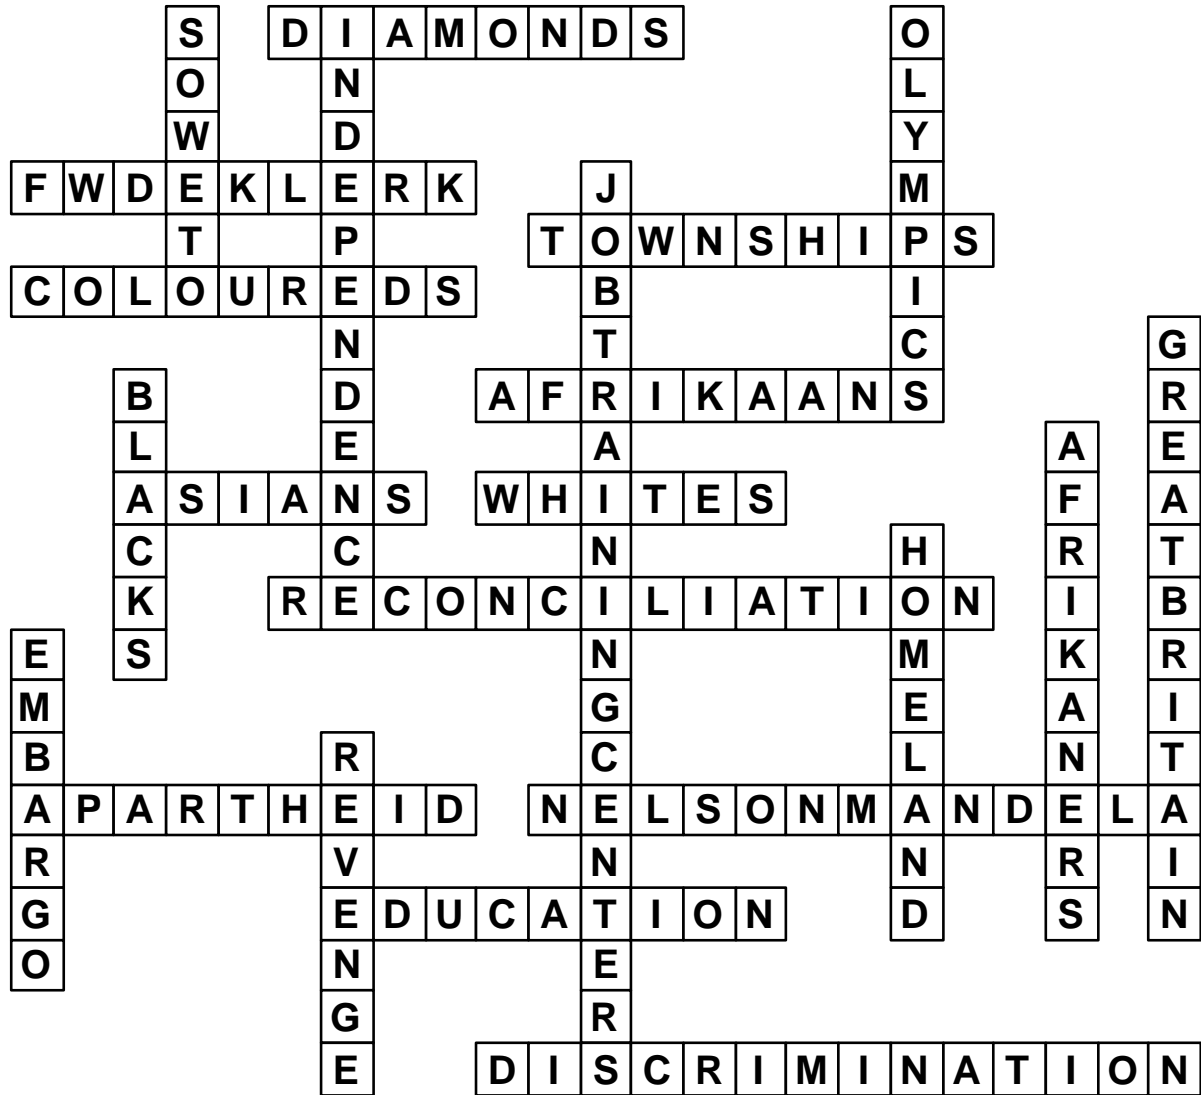 SOWETO
DIAMONDS
INDEPENDENCE
OLYMPICS
FWDEKLERK
JOBTRAININGCENTERS
TOWNSHIPS
COLOUREDS
GREATBRITAIN
BLACKS
AFRIKAANS
AFRIKANERS
ASIANS
WHITES
HOMELAND
RECONCILIATION
EMBARGO
REVENGE
APARTHEID
NELSONMANDELA
EDUCATION
DISCRIMINATION